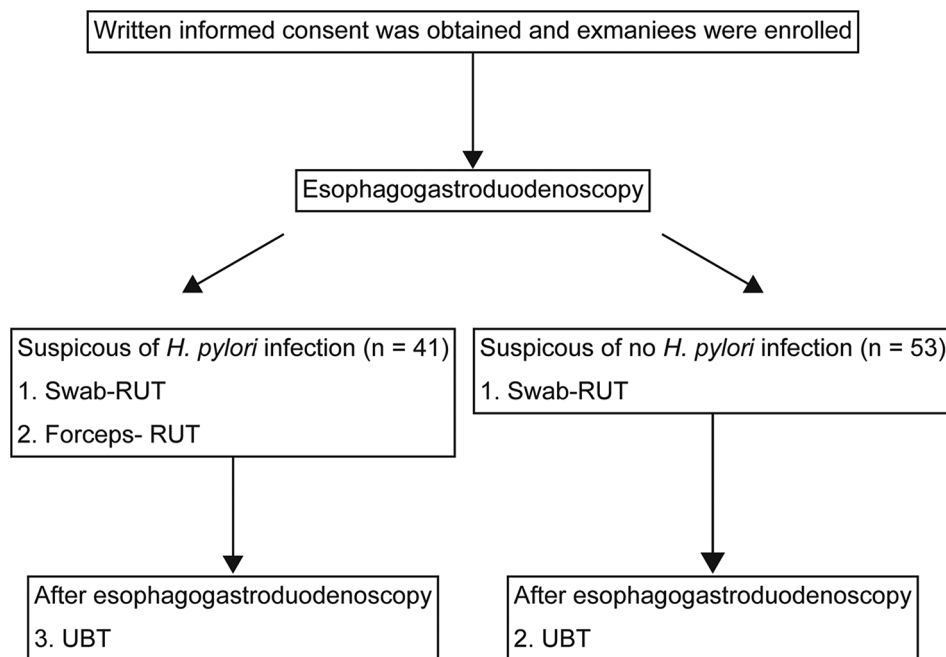 Written informed consent was obtained and exmaniees were enrolled
Esophagogastroduodenoscopy
Suspicous of H. pylori infection (n = 41)
1. Swab-RUT
2. Forceps- RUT
Suspicous of no H. pylori infection (n = 53)
1. Swab-RUT
After esophagogastroduodenoscopy
3. UBT
After esophagogastroduodenoscopy
2. UBT